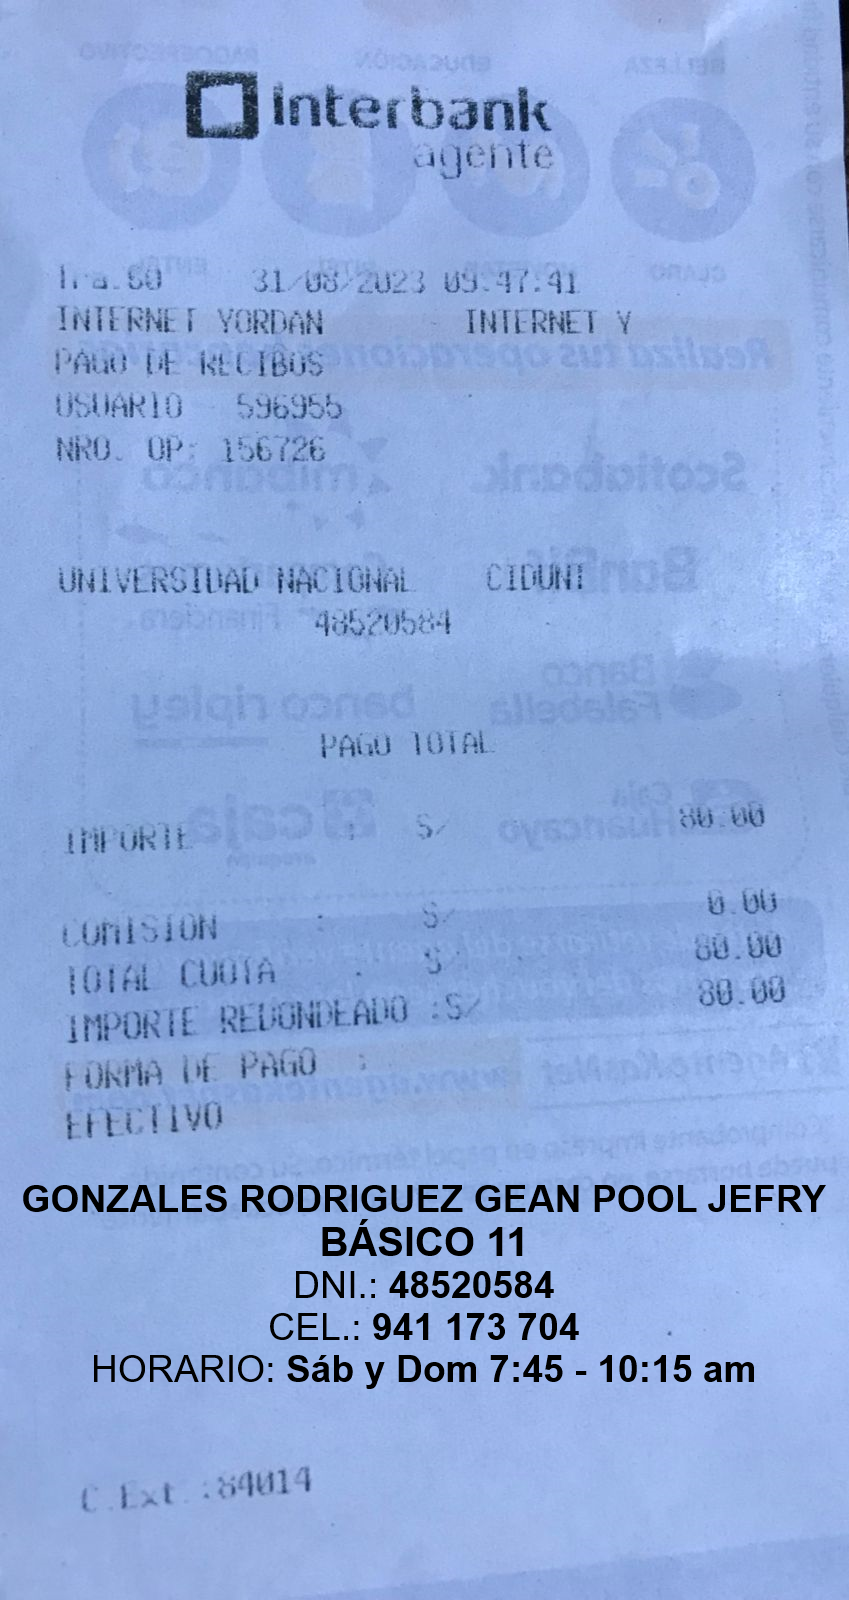 Interbank
agente
Tra.60 31/08/2023 09:47:41
INTERNET YORDAN INTERNET Y
PAGO DE RECIBOS
USUARIO 596955
NRO. OP: 156726
UNIVERSIDAD NACIONAL CIDUNI
48520584
PAGO TOTAL
IMPORTE : S/ 80.00
COMISION : S/ 0.00
TOTAL CUOTA : S/ 80.00
IMPORTE REDONDEADO :S/ 80.00
FORMA DE PAGO :
EFECTIVO
GONZALES RODRIGUEZ GEAN POOL JEFRY
BÁSICO 11
DNI.: 48520584
CEL.: 941 173 704
HORARIO: Sáb y Dom 7:45 - 10:15 am
C.Ext.:84014